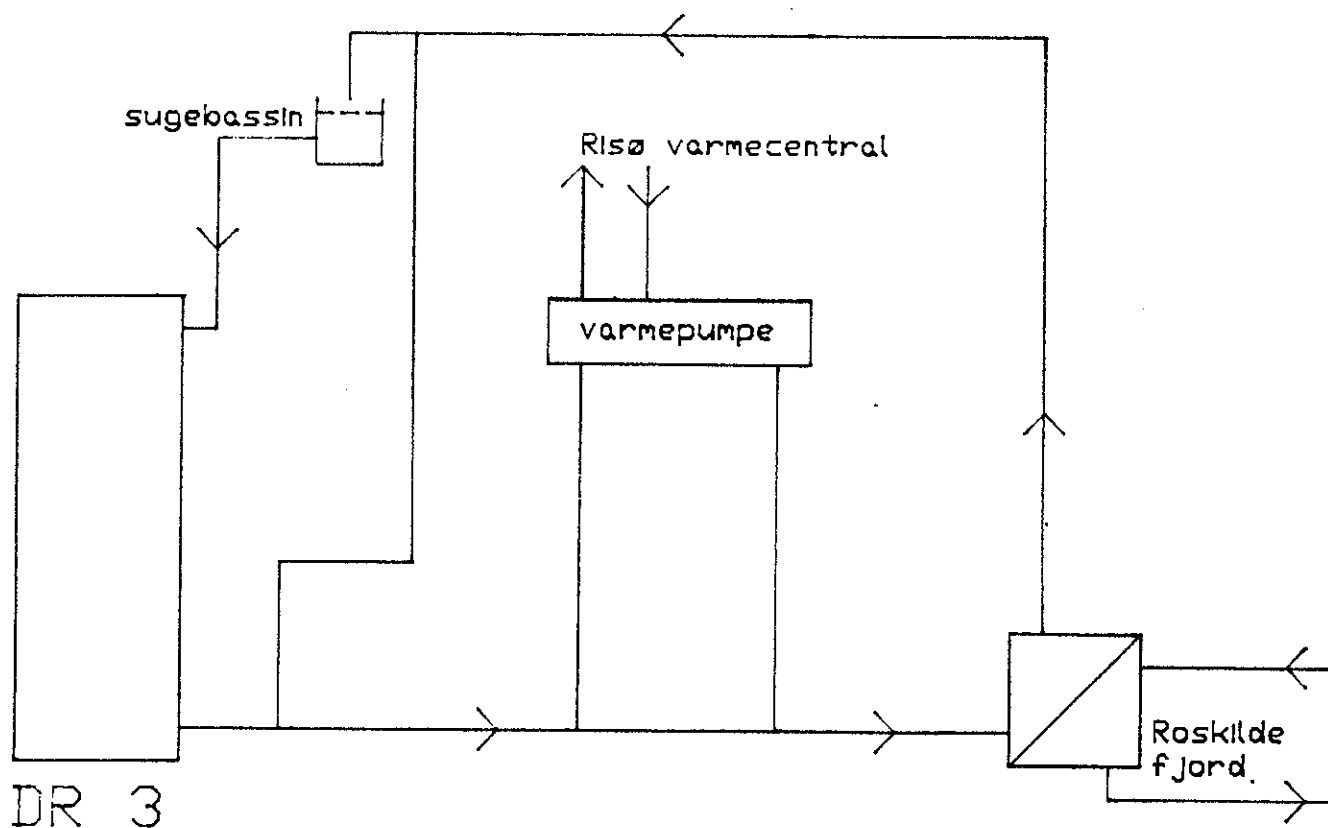 sugebassin
Risø varmecentral
varmepumpe
Roskilde
fjord.
DR 3